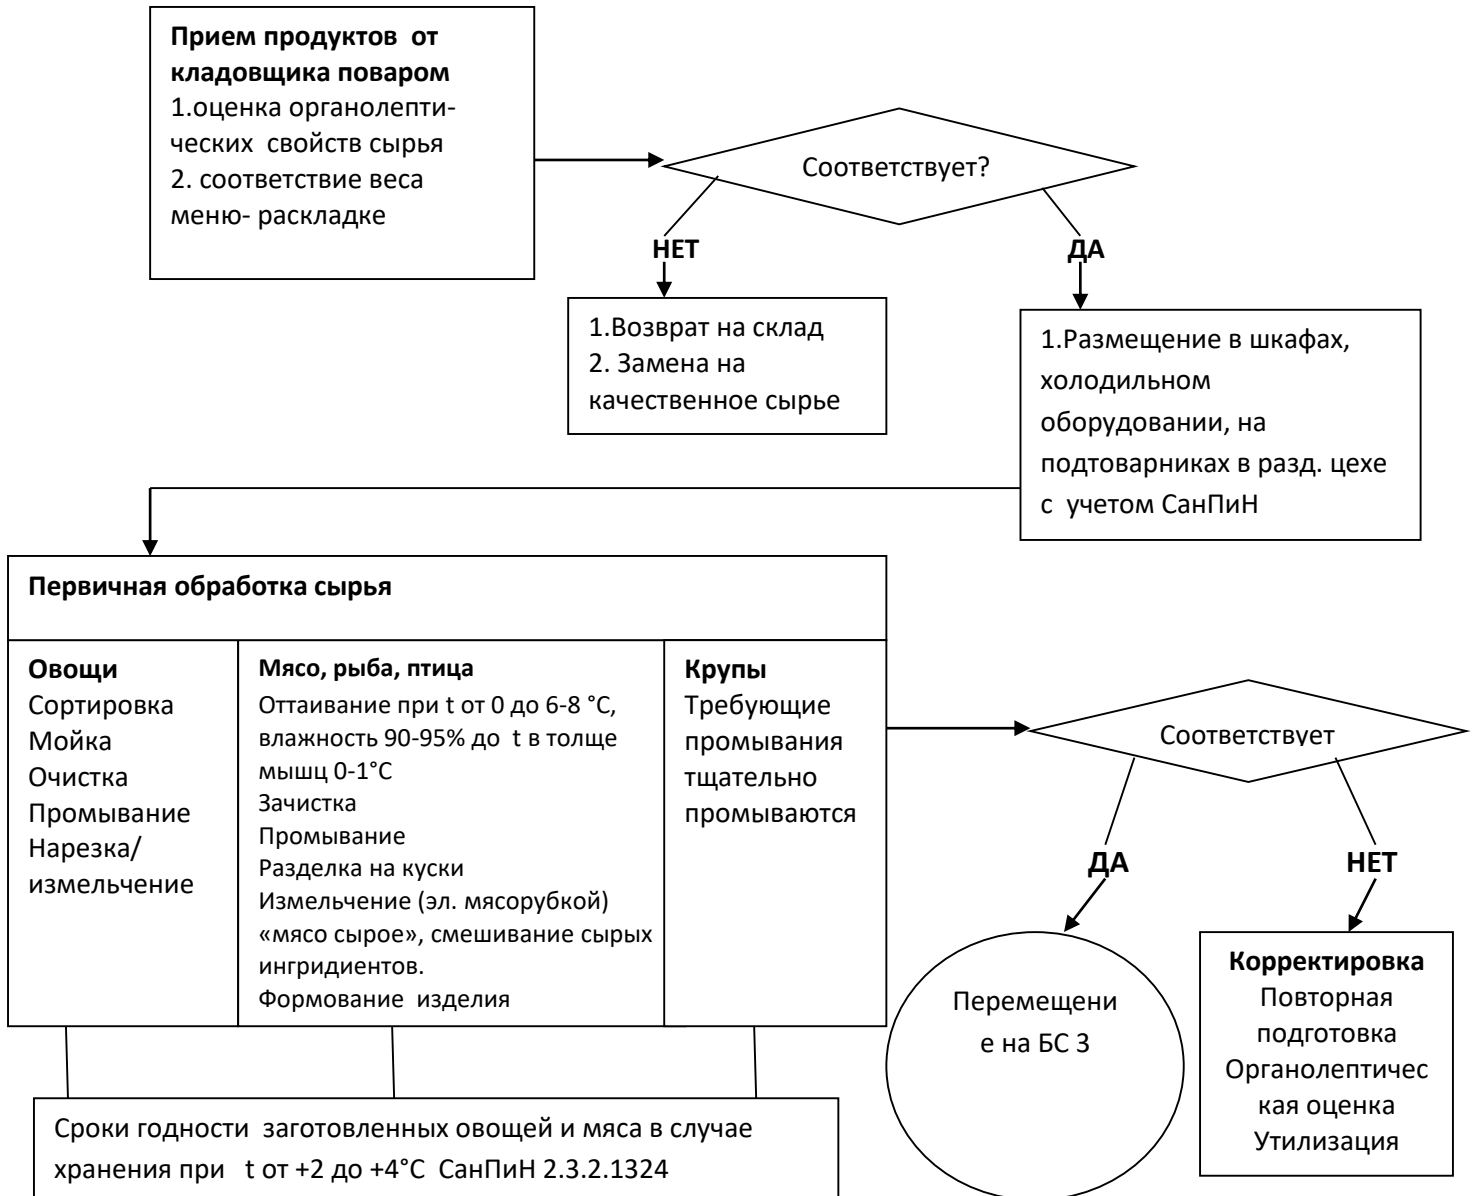 Прием продуктов от
кладовщика поваром
1.оценка органолепти-
ческих свойств сырья
2. соответствие веса
меню- раскладке
Соответствует?
НЕТ
ДА
1.Возврат на склад
2. Замена на
качественное сырье
1.Размещение в шкафах,
холодильном
оборудовании, на
подтоварниках в разд. цехе
с учетом СанПиН
Первичная обработка сырья
Овощи
Сортировка
Мойка
Очистка
Промывание
Нарезка/
измельчение
Мясо, рыба, птица
Оттаивание при t от 0 до 6-8 °С,
влажность 90-95% до t в толще
мышц 0-1°С
Зачистка
Промывание
Разделка на куски
Измельчение (эл. мясорубкой)
«мясо сырое», смешивание сырых
ингридиентов.
Формование изделия
Крупы
Требующие
промывания
тщательно
промываются
Соответствует
ДА
НЕТ
Перемещени
е на БС 3
Корректировка
Повторная
подготовка
Органолептичес
кая оценка
Утилизация
Сроки годности заготовленных овощей и мяса в случае
хранения при t от +2 до +4°С СанПиН 2.3.2.1324